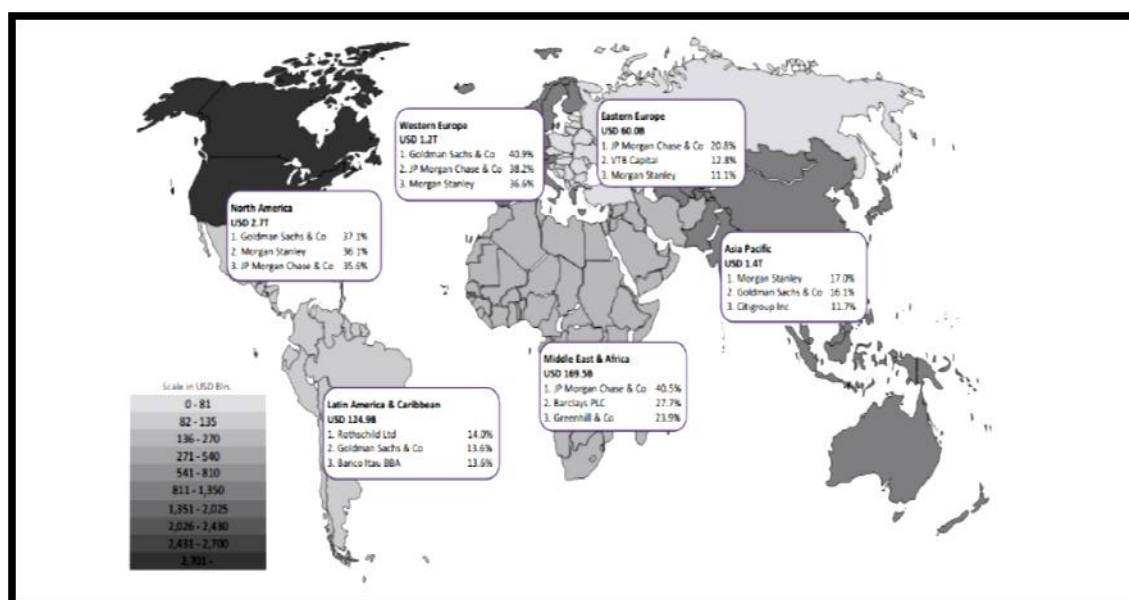 Western Europe
USD 1.2T
1. Goldman Sachs & Co 40.9%
2. JP Morgan Chase & Co 38.2%
3. Morgan Stanley 36.6%
Eastern Europe
USD 60.0B
1. JP Morgan Chase & Co 20.8%
2. VTB Capital 12.8%
3. Morgan Stanley 11.1%
North America
USD 2.7T
1. Goldman Sachs & Co 37.1%
2. Morgan Stanley 36.1%
3. JP Morgan Chase & Co 35.6%
Asia Pacific
USD 1.4T
1. Morgan Stanley 17.0%
2. Goldman Sachs & Co 16.1%
3. Citigroup Inc 11.7%
Middle East & Africa
USD 169.5B
1. JP Morgan Chase & Co 40.5%
2. Barclays PLC 27.7%
3. Greenhill & Co 23.9%
Latin America & Caribbean
USD 124.9B
1. Rothschild Ltd 14.0%
2. Goldman Sachs & Co 13.6%
3. Banco Itau BBA 13.6%
Scale in USD Bln.
0 - 81
82 - 135
136 - 270
271 - 540
541 - 810
811 - 1,350
1,351 - 2,025
2,026 - 2,430
2,431 - 2,700
2,701 -